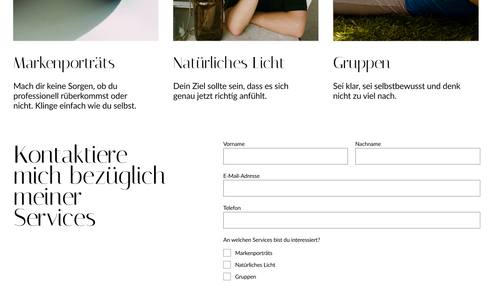 Markenporträts
Natürliches Licht
Gruppen
Mach dir keine Sorgen, ob du
professionell rüberkommst oder
nicht. Klinge einfach wie du selbst.
Dein Ziel sollte sein, dass es sich
genau jetzt richtig anfühlt.
Sei klar, sei selbstbewusst und denk
nicht zu viel nach.
Kontaktiere
mich bezüglich
meiner
Services
Vorname
Nachname
E-Mail-Adresse
Telefon
An welchen Services bist du interessiert?
Markenporträts
Natürliches Licht
Gruppen